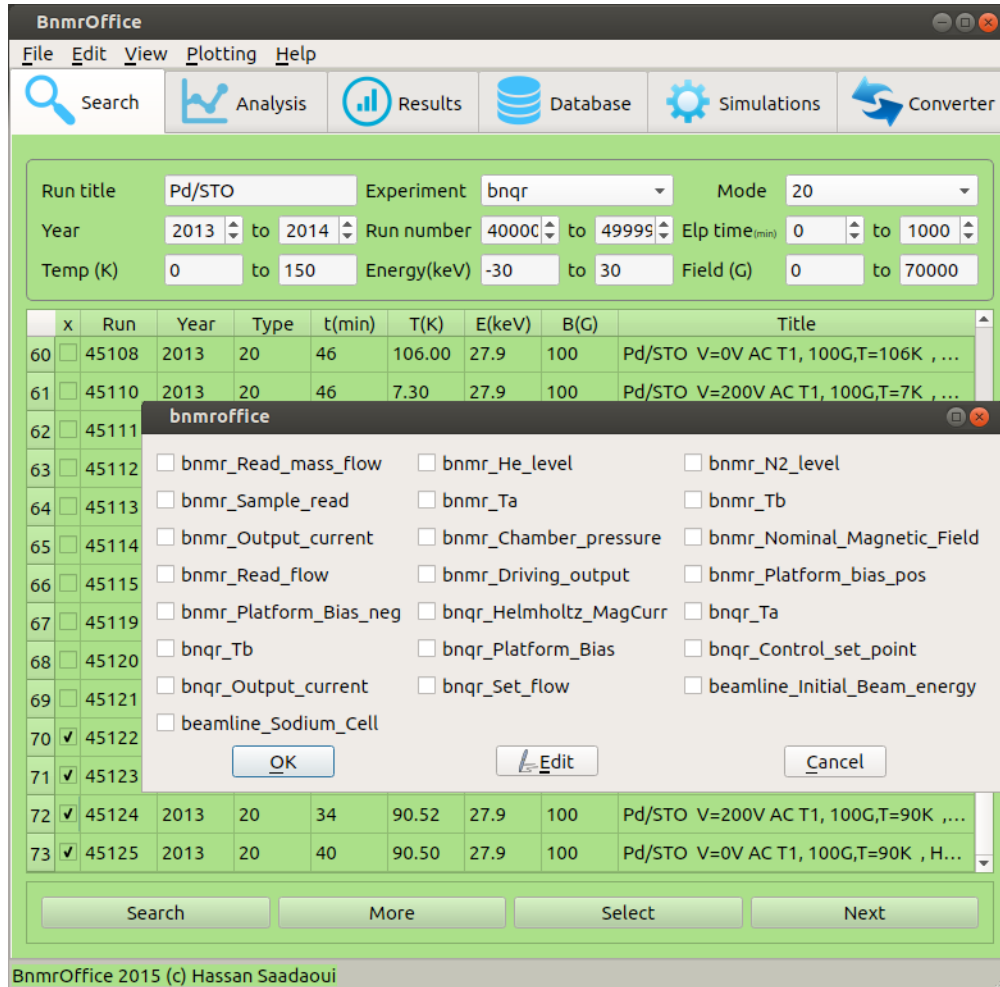 BnmrOffice
File Edit View Plotting Help
Search Analysis Results Database Simulations Converter
Run title Pd/STO Experiment bnqr Mode 20
Year 2013 to 2014 Run number 40000 to 49999 Elp time(min) 0 to 1000
Temp (K) 0 to 150 Energy(keV) -30 to 30 Field (G) 0 to 70000
x Run Year Type t(min) T(K) E(keV) B(G) Title
60 45108 2013 20 46 106.00 27.9 100 Pd/STO V=0V AC T1, 100G,T=106K , ...
61 45110 2013 20 46 7.30 27.9 100 Pd/STO V=200V AC T1, 100G,T=7K , ...
bnmroffice
62 45111
63 45112
64 45113
65 45114
66 45115
67 45119
68 45120
69 45121
70 45122
71 45123
bnmr_Read_mass_flow bnmr_He_level bnmr_N2_level
bnmr_Sample_read bnmr_Ta bnmr_Tb
bnmr_Output_current bnmr_Chamber_pressure bnmr_Nominal_Magnetic_Field
bnmr_Read_flow bnmr_Driving_output bnmr_Platform_bias_pos
bnmr_Platform_Bias_neg bnqr_Helmholtz_MagCurr bnqr_Ta
bnqr_Tb bnqr_Platform_Bias bnqr_Control_set_point
bnqr_Output_current bnqr_Set_flow beamline_Initial_Beam_energy
beamline_Sodium_Cell
OK Edit Cancel
72 45124 2013 20 34 90.52 27.9 100 Pd/STO V=200V AC T1, 100G,T=90K ,...
73 45125 2013 20 40 90.50 27.9 100 Pd/STO V=0V AC T1, 100G,T=90K , H...
Search More Select Next
BnmrOffice 2015 (c) Hassan Saadaoui